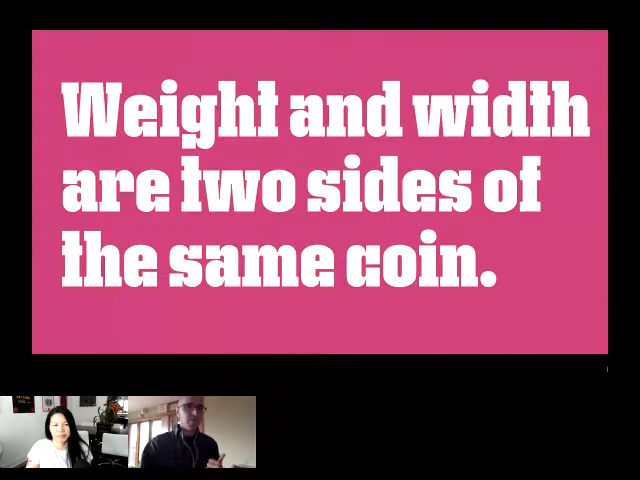 Weight and width
are two sides of
the same coin.